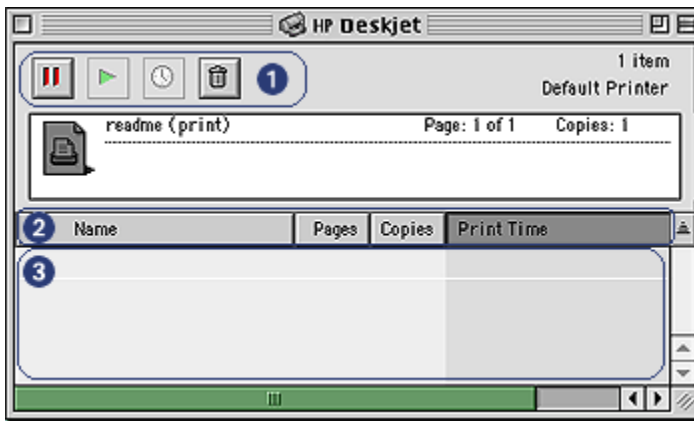 HP Deskjet
1 item
1
Default Printer
readme (print) Page: 1 of 1 Copies: 1
2 Name Pages Copies Print Time
3